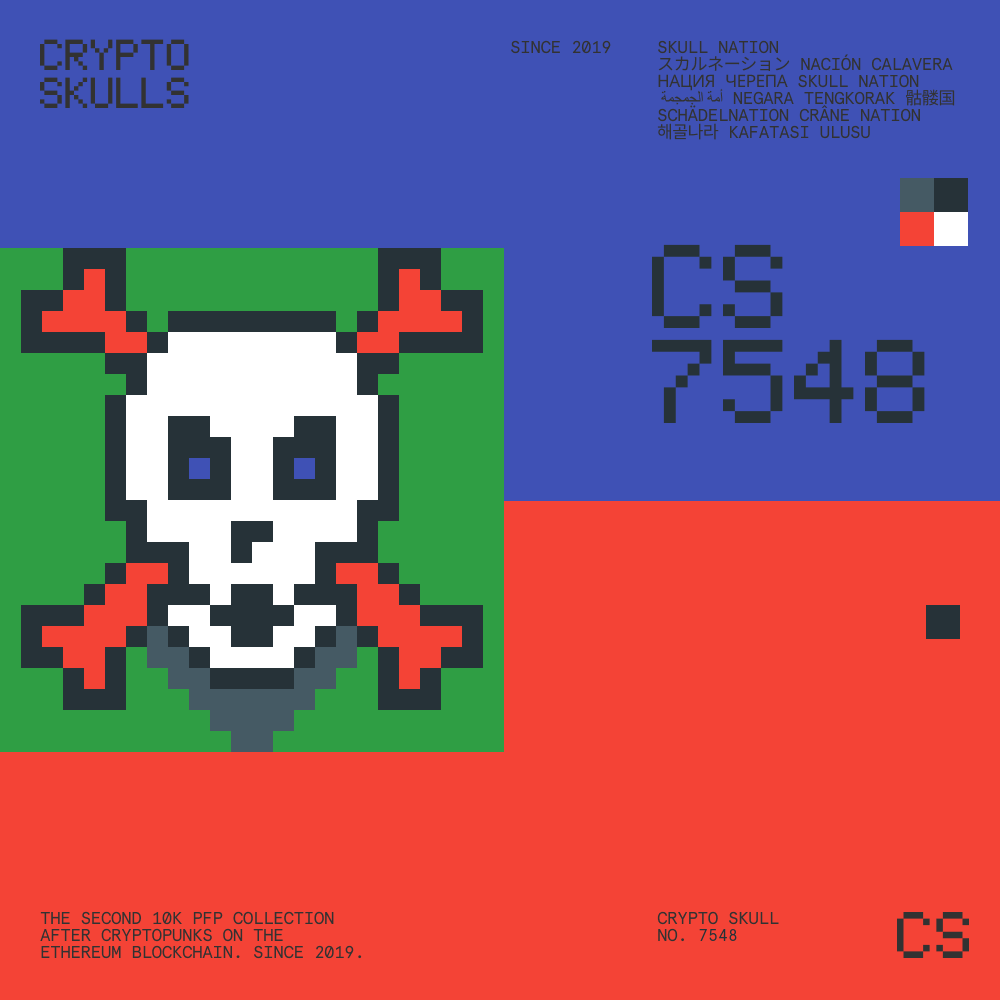 CRYPTO
SKULLS
SINCE 2019
SKULL NATION
スカルネーション NACIÓN CALAVERA
НАЦИЯ ЧЕРЕПА SKULL NATION
أمة الجمجمة NEGARA TENGKORAK 骷髅国
SCHÄDELNATION CRÂNE NATION
해골나라 KAFATASI ULUSU
CS
7548
THE SECOND 10K PFP COLLECTION
AFTER CRYPTOPUNKS ON THE
ETHEREUM BLOCKCHAIN. SINCE 2019.
CRYPTO SKULL
NO. 7548
CS